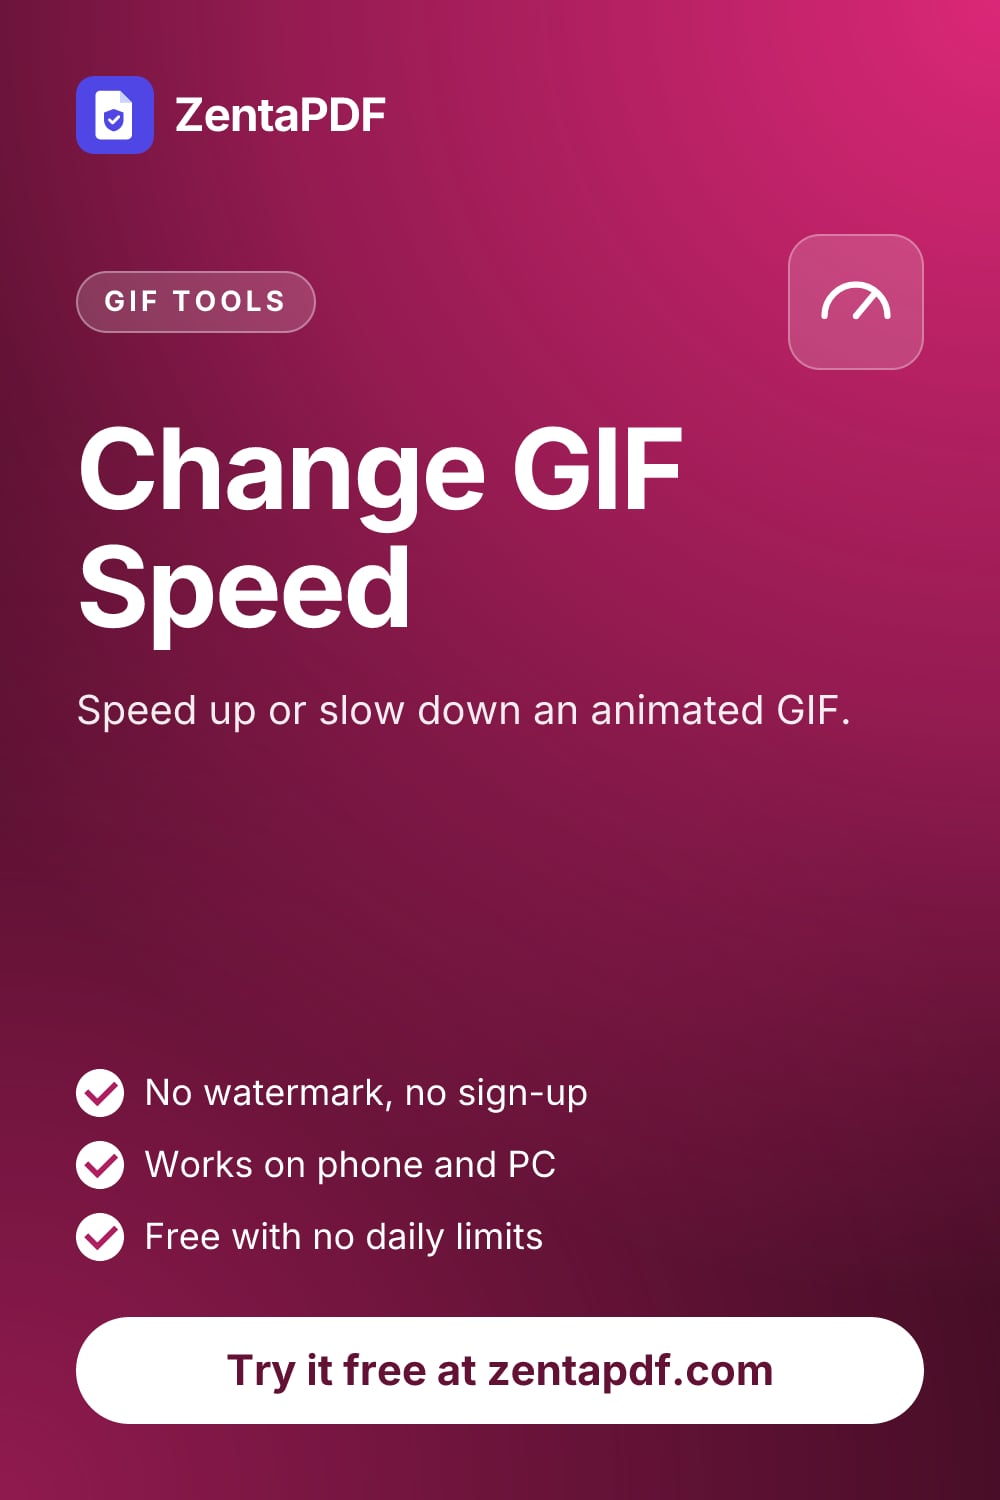 ZentaPDF
GIF TOOLS
Change GIF
Speed
Speed up or slow down an animated GIF.
No watermark, no sign-up
Works on phone and PC
Free with no daily limits
Try it free at zentapdf.com